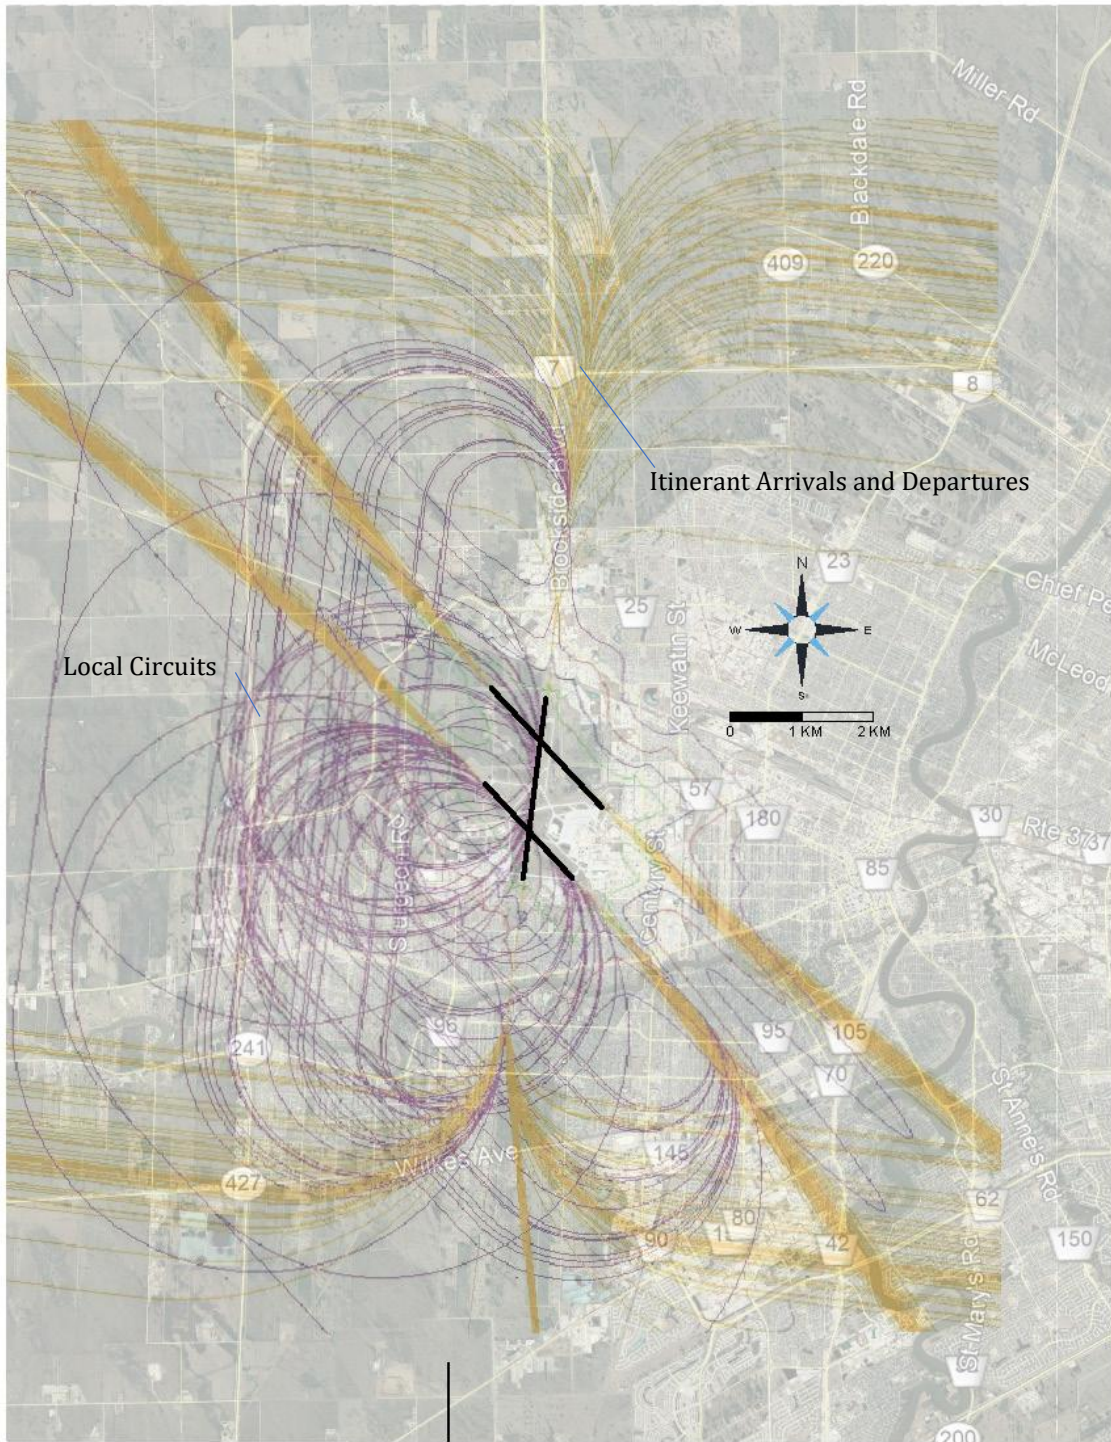 Miller Rd
Blackdale Rd
409
220
7
8
Itinerant Arrivals and Departures
Brookside Blvd
N
23
W
E
25
Keewatin St
Chief Pe
McLeod
S
Local Circuits
0
1 KM
2 KM
57
180
30
Rte 37
37
85
Sturgeon Rd
Century St
96
95
105
241
70
St Annes Rd
Wilkes Ave
145
427
62
80
90
42
150
St Mary's Rd
200